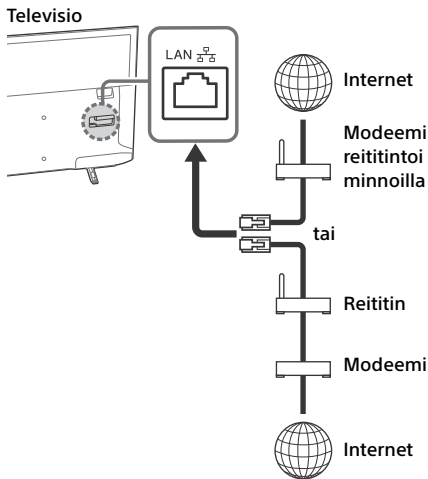 Televisio
LAN
Internet
Modeemi
reititintoi
minnoilla
tai
Reititin
Modeemi
Internet